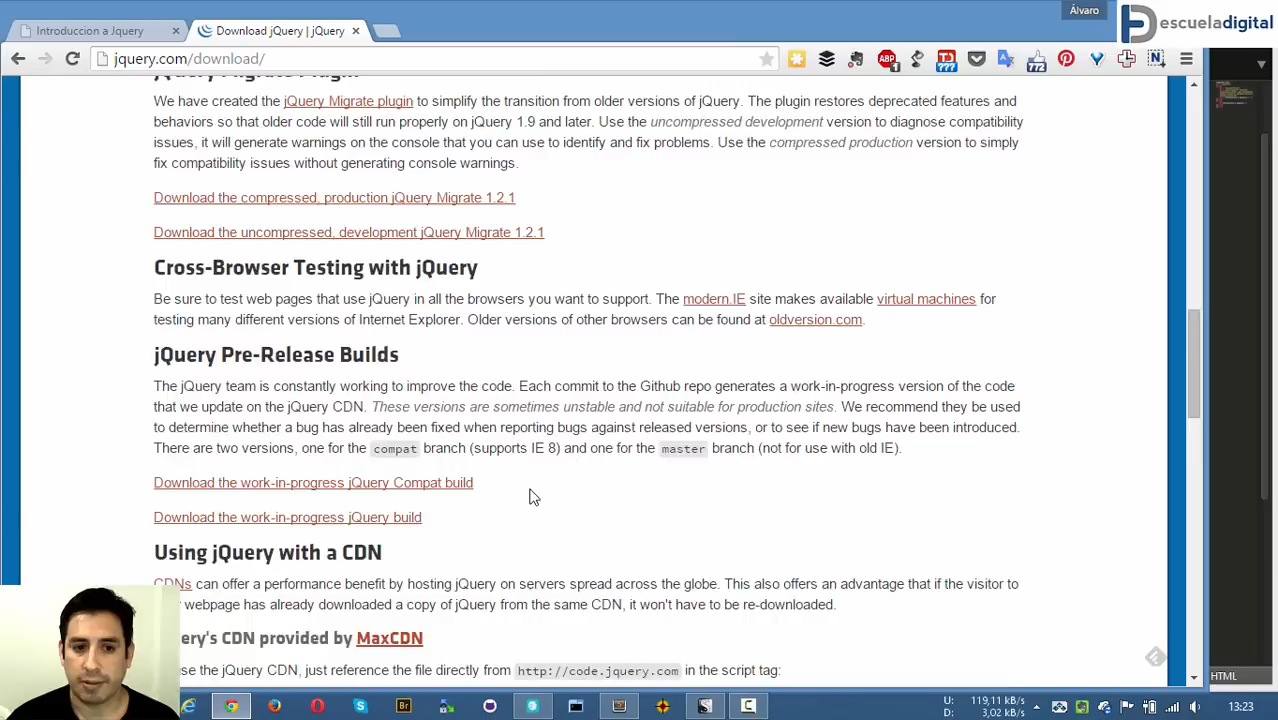 Introduccion a Jquery
Download jQuery | jQuery
Álvaro
escueladigital
jquery.com/download/
jQuery Migrate Plugin
We have created the jQuery Migrate plugin to simplify the transition from older versions of jQuery. The plugin restores deprecated features and
behaviors so that older code will still run properly on jQuery 1.9 and later. Use the uncompressed development version to diagnose compatibility
issues, it will generate warnings on the console that you can use to identify and fix problems. Use the compressed production version to simply
fix compatibility issues without generating console warnings.
Download the compressed, production jQuery Migrate 1.2.1
Download the uncompressed, development jQuery Migrate 1.2.1
Cross-Browser Testing with jQuery
Be sure to test web pages that use jQuery in all the browsers you want to support. The modern.IE site makes available virtual machines for
testing many different versions of Internet Explorer. Older versions of other browsers can be found at oldversion.com.
jQuery Pre-Release Builds
The jQuery team is constantly working to improve the code. Each commit to the Github repo generates a work-in-progress version of the code
that we update on the jQuery CDN. These versions are sometimes unstable and not suitable for production sites. We recommend they be used
to determine whether a bug has already been fixed when reporting bugs against released versions, or to see if new bugs have been introduced.
There are two versions, one for the compat branch (supports IE 8) and one for the master branch (not for use with old IE).
Download the work-in-progress jQuery Compat build
Download the work-in-progress jQuery build
Using jQuery with a CDN
CDNs can offer a performance benefit by hosting jQuery on servers spread across the globe. This also offers an advantage that if the visitor to
webpage has already downloaded a copy of jQuery from the same CDN, it won't have to be re-downloaded.
ery's CDN provided by MaxCDN
se the jQuery CDN, just reference the file directly from http://code.jquery.com in the script tag:
HTML
U: 119,11 kB/s
D: 3,02 kB/s
13:23